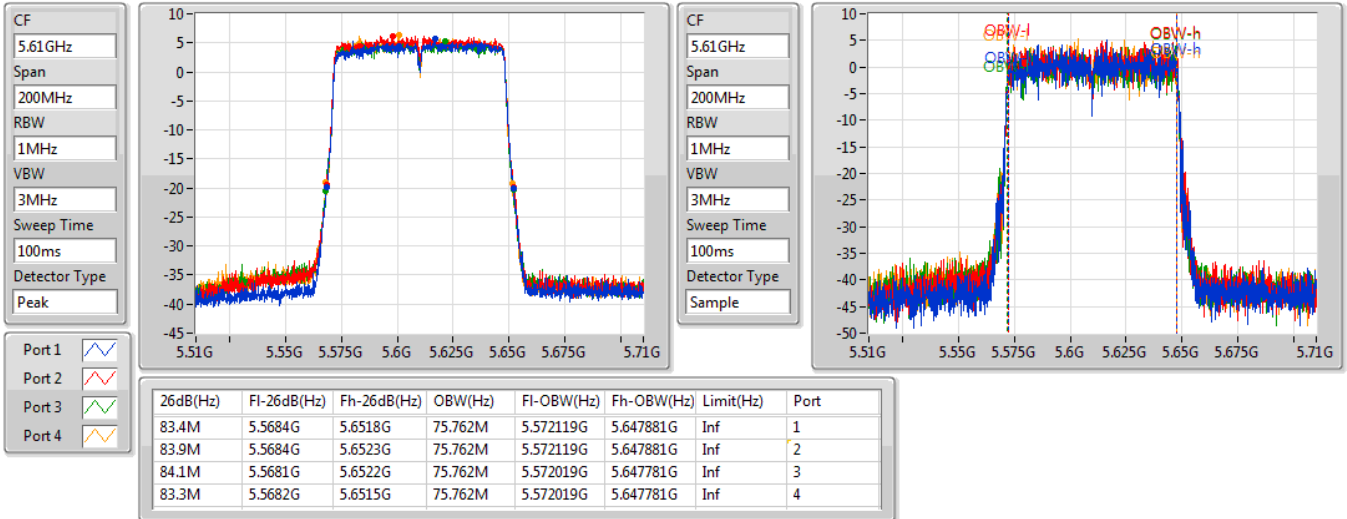 CF
5.61GHz
Span
200MHz
RBW
1MHz
VBW
3MHz
Sweep Time
100ms
Detector Type
Peak
10
5
0
-5
-10
-15
-20
-25
-30
-35
-40
-45
5.51G 5.55G 5.575G 5.6G 5.625G 5.65G 5.675G 5.71G
CF
5.61GHz
Span
200MHz
RBW
1MHz
VBW
3MHz
Sweep Time
100ms
Detector Type
Sample
10
5
0
-5
-10
-15
-20
-25
-30
-35
-40
-45
-50
OBW-l OBW-h
OBW-h
5.51G 5.55G 5.575G 5.6G 5.625G 5.65G 5.675G 5.71G
Port 1
Port 2
Port 3
Port 4
26dB(Hz) Fl-26dB(Hz) Fh-26dB(Hz) OBW(Hz) Fl-OBW(Hz) Fh-OBW(Hz) Limit(Hz) Port
83.4M 5.5684G 5.6518G 75.762M 5.572119G 5.647881G Inf 1
83.9M 5.5684G 5.6523G 75.762M 5.572119G 5.647881G Inf 2
84.1M 5.5681G 5.6522G 75.762M 5.572019G 5.647781G Inf 3
83.3M 5.5682G 5.6515G 75.762M 5.572019G 5.647781G Inf 4